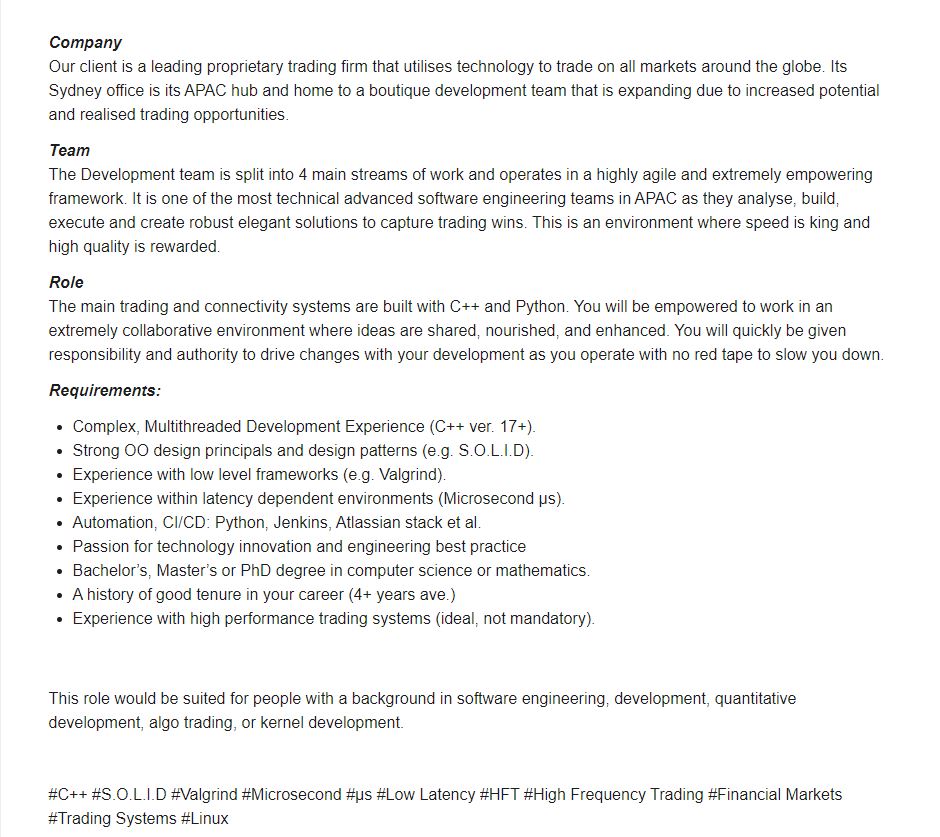 Company
Our client is a leading proprietary trading firm that utilises technology to trade on all markets around the globe. Its
Sydney office is its APAC hub and home to a boutique development team that is expanding due to increased potential
and realised trading opportunities.
Team
The Development team is split into 4 main streams of work and operates in a highly agile and extremely empowering
framework. It is one of the most technical advanced software engineering teams in APAC as they analyse, build,
execute and create robust elegant solutions to capture trading wins. This is an environment where speed is king and
high quality is rewarded.
Role
The main trading and connectivity systems are built with C++ and Python. You will be empowered to work in an
extremely collaborative environment where ideas are shared, nourished, and enhanced. You will quickly be given
responsibility and authority to drive changes with your development as you operate with no red tape to slow you down.
Requirements:
• Complex, Multithreaded Development Experience (C++ ver. 17+).
• Strong OO design principals and design patterns (e.g. S.O.L.I.D).
• Experience with low level frameworks (e.g. Valgrind).
• Experience within latency dependent environments (Microsecond µs).
• Automation, CI/CD: Python, Jenkins, Atlassian stack et al.
• Passion for technology innovation and engineering best practice
• Bachelor’s, Master’s or PhD degree in computer science or mathematics.
• A history of good tenure in your career (4+ years ave.)
• Experience with high performance trading systems (ideal, not mandatory).
This role would be suited for people with a background in software engineering, development, quantitative
development, algo trading, or kernel development.
#C++ #S.O.L.I.D #Valgrind #Microsecond #µs #Low Latency #HFT #High Frequency Trading #Financial Markets
#Trading Systems #Linux